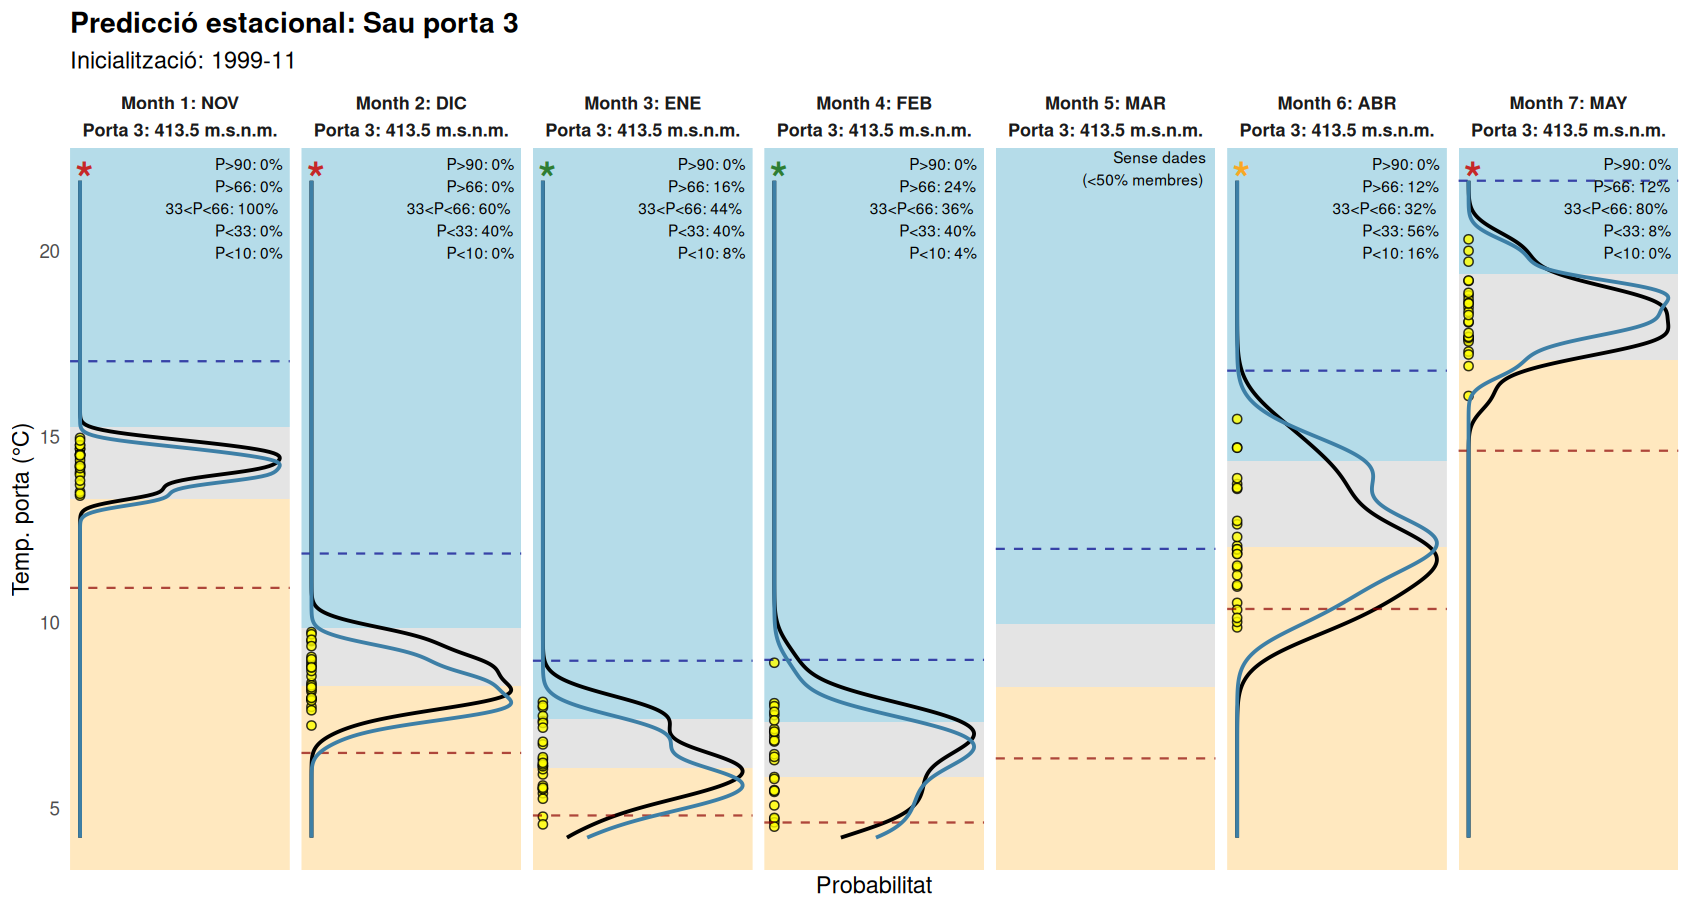 Predicció estacional: Sau porta 3
Inicialització: 1999-11
Month 1: NOV
Porta 3: 413.5 m.s.n.m.
Month 2: DIC
Porta 3: 413.5 m.s.n.m.
Month 3: ENE
Porta 3: 413.5 m.s.n.m.
Month 4: FEB
Porta 3: 413.5 m.s.n.m.
Month 5: MAR
Porta 3: 413.5 m.s.n.m.
Month 6: ABR
Porta 3: 413.5 m.s.n.m.
Month 7: MAY
Porta 3: 413.5 m.s.n.m.
*
P>90: 0%
P>66: 0%
33<P<66: 100%
P<33: 0%
P<10: 0%
*
P>90: 0%
P>66: 0%
33<P<66: 60%
P<33: 40%
P<10: 0%
*
P>90: 0%
P>66: 16%
33<P<66: 44%
P<33: 40%
P<10: 8%
*
P>90: 0%
P>66: 24%
33<P<66: 36%
P<33: 40%
P<10: 4%
Sense dades
(<50% membres)
*
P>90: 0%
P>66: 12%
33<P<66: 32%
P<33: 56%
P<10: 16%
*
P>90: 0%
P>66: 12%
33<P<66: 80%
P<33: 8%
P<10: 0%
20
15
10
5
Temp. porta (°C)
Probabilitat